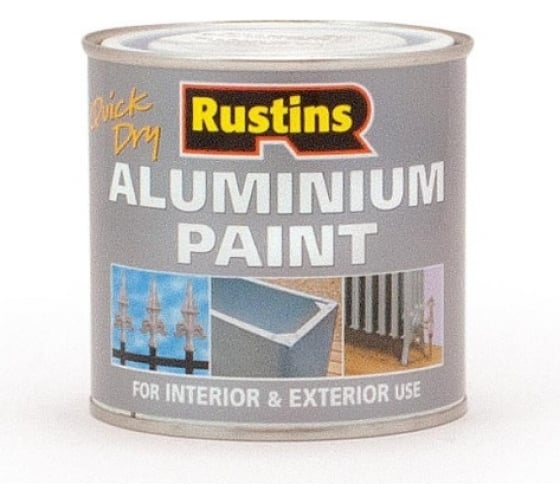 Quick
Dry
Rustins
ALUMINIUM
PAINT
FOR INTERIOR & EXTERIOR USE